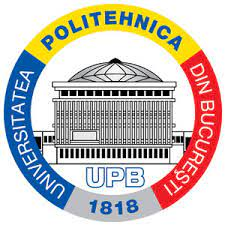 UNIVERSITATEA
POLITEHNICA
DIN BUCUREȘTI
UPB
1818